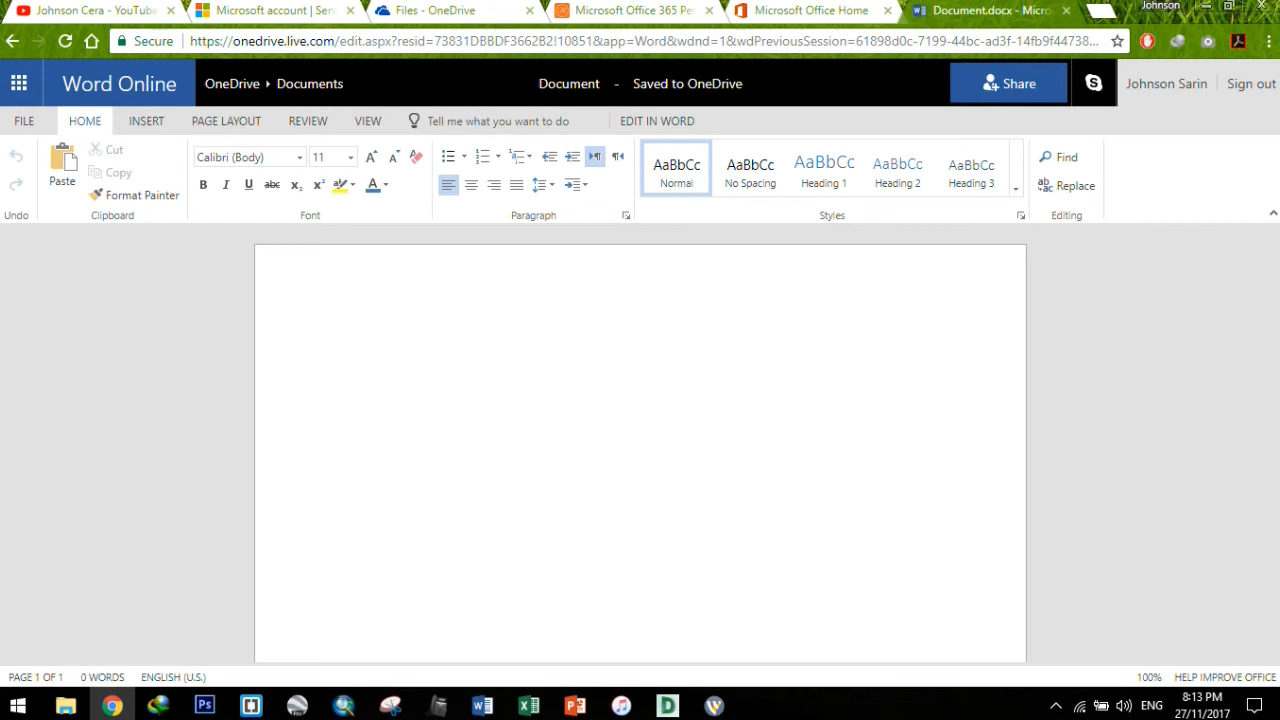 Johnson Cera - YouTube
Microsoft account | Serv
Files - OneDrive
Microsoft Office 365 Pe
Microsoft Office Home
Document.docx - Micro
Johnson
Secure
https://onedrive.live.com/edit.aspx?resid=73831DBBDF3662B2!10851&app=Word&wdnd=1&wdPreviousSession=61898d0c-7199-44bc-ad3f-14fb9f44738...
Word Online
OneDrive
Documents
Document - Saved to OneDrive
Share
Johnson Sarin
Sign out
FILE
HOME
INSERT
PAGE LAYOUT
REVIEW
VIEW
Tell me what you want to do
EDIT IN WORD
Paste
Cut
Copy
Format Painter
Calibri (Body)
11
B I U abc x₂ x²
AaBbCc
Normal
AaBbCc
No Spacing
AaBbCc
Heading 1
AaBbCc
Heading 2
AaBbCc
Heading 3
Find
Replace
Undo
Clipboard
Font
Paragraph
Styles
Editing
PAGE 1 OF 1
0 WORDS
ENGLISH (U.S.)
100%
HELP IMPROVE OFFICE
ENG
8:13 PM
27/11/2017